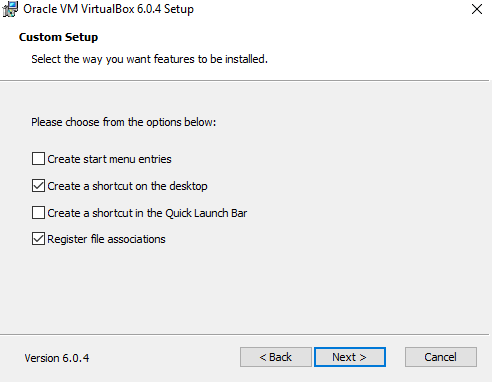 Oracle VM VirtualBox 6.0.4 Setup
Custom Setup
Select the way you want features to be installed.
Please choose from the options below:
Create start menu entries
Create a shortcut on the desktop
Create a shortcut in the Quick Launch Bar
Register file associations
Version 6.0.4
< Back
Next >
Cancel